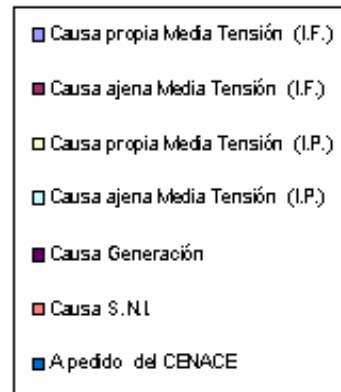 Causa propia Media Tensión (I.F.)
Causa ajena Media Tensión (I.F.)
Causa propia Media Tensión (I.P.)
Causa ajena Media Tensión (I.P.)
Causa Generación
Causa S.N.I.
A pedido del CENACE